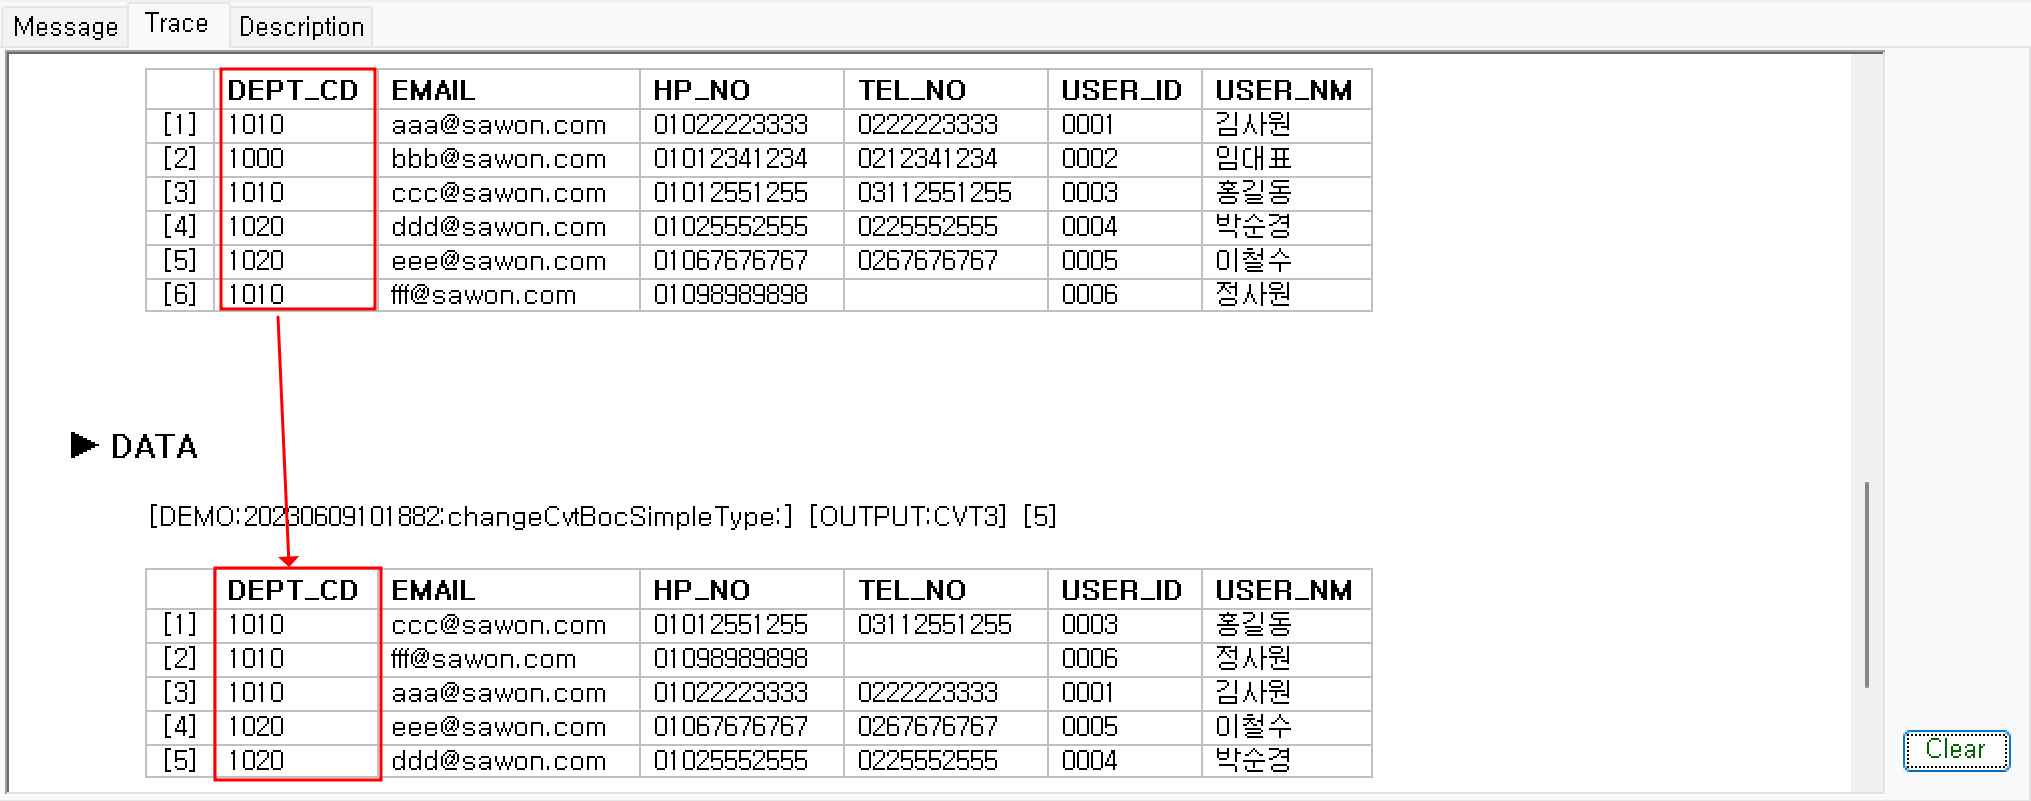 Message Trace Description
DEPT_CD EMAIL HP_NO TEL_NO USER_ID USER_NM
[1] 1010 aaa@sawon.com 01022223333 0222223333 0001 김사원
[2] 1000 bbb@sawon.com 01012341234 0212341234 0002 임대표
[3] 1010 ccc@sawon.com 01012551255 03112551255 0003 홍길동
[4] 1020 ddd@sawon.com 01025552555 0225552555 0004 박순경
[5] 1020 eee@sawon.com 01067676767 0267676767 0005 이철수
[6] 1010 fff@sawon.com 01098989898 0006 정사원
▶ DATA
[DEMO:20230609101882:changeCvtBocSimpleType:] [OUTPUT:CVT3] [5]
DEPT_CD EMAIL HP_NO TEL_NO USER_ID USER_NM
[1] 1010 ccc@sawon.com 01012551255 03112551255 0003 홍길동
[2] 1010 fff@sawon.com 01098989898 0006 정사원
[3] 1010 aaa@sawon.com 01022223333 0222223333 0001 김사원
[4] 1020 eee@sawon.com 01067676767 0267676767 0005 이철수
[5] 1020 ddd@sawon.com 01025552555 0225552555 0004 박순경
Clear